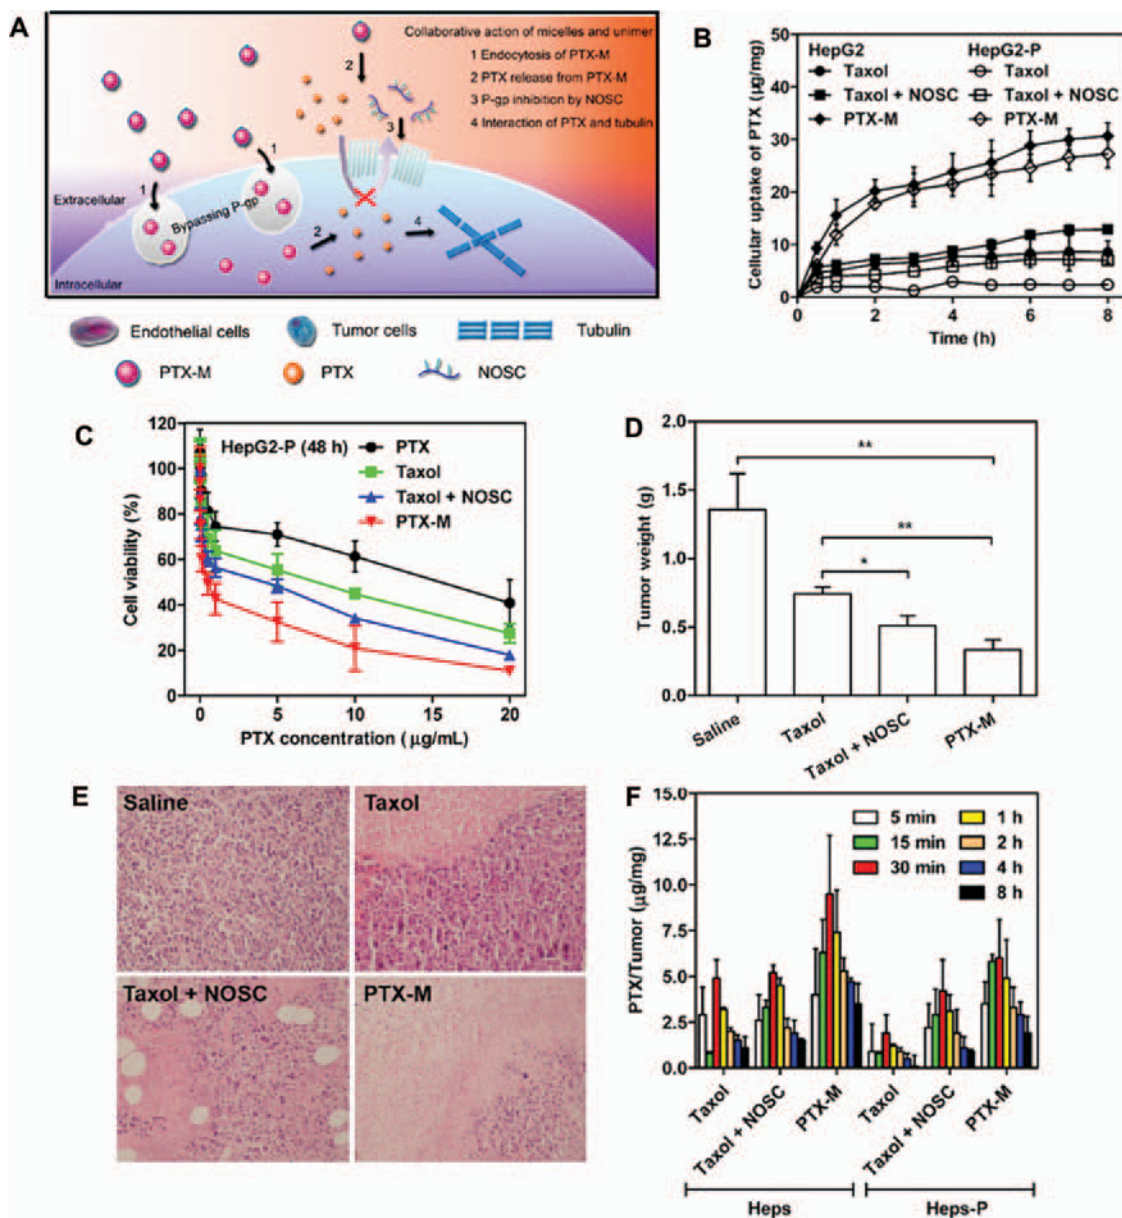 A
Collaborative action of micelles and unimer
1 Endocytosis of PTX-M
2 PTX release from PTX-M
3 P-gp inhibition by NOSC
4 Interaction of PTX and tubulin
2
3
1
1
Extracellular
Bypassing P-gp
2
4
Intracellular
Endothelial cells
Tumor cells
Tubulin
PTX-M
PTX
NOSC
B
Cellular uptake of PTX (µg/mg)
50
40
30
20
10
0
HepG2 HepG2-P
Taxol Taxol
Taxol + NOSC Taxol + NOSC
PTX-M PTX-M
0 2 4 6 8
Time (h)
C
Cell viability (%)
120
100
80
60
40
20
0
HepG2-P (48 h)
PTX
Taxol
Taxol + NOSC
PTX-M
0 5 10 15 20
PTX concentration (µg/mL)
D
Tumor weight (g)
2.0
1.5
1.0
0.5
0.0
**
**
*
Saline
Taxol
Taxol + NOSC
PTX-M
E
Saline
Taxol
Taxol + NOSC
PTX-M
F
PTX/Tumor (µg/mg)
15.0
12.5
10.0
7.5
5.0
2.5
0.0
5 min 1 h
15 min 2 h
30 min 4 h
8 h
Taxol
Taxol + NOSC
PTX-M
Taxol
Taxol + NOSC
PTX-M
Heps Heps-P